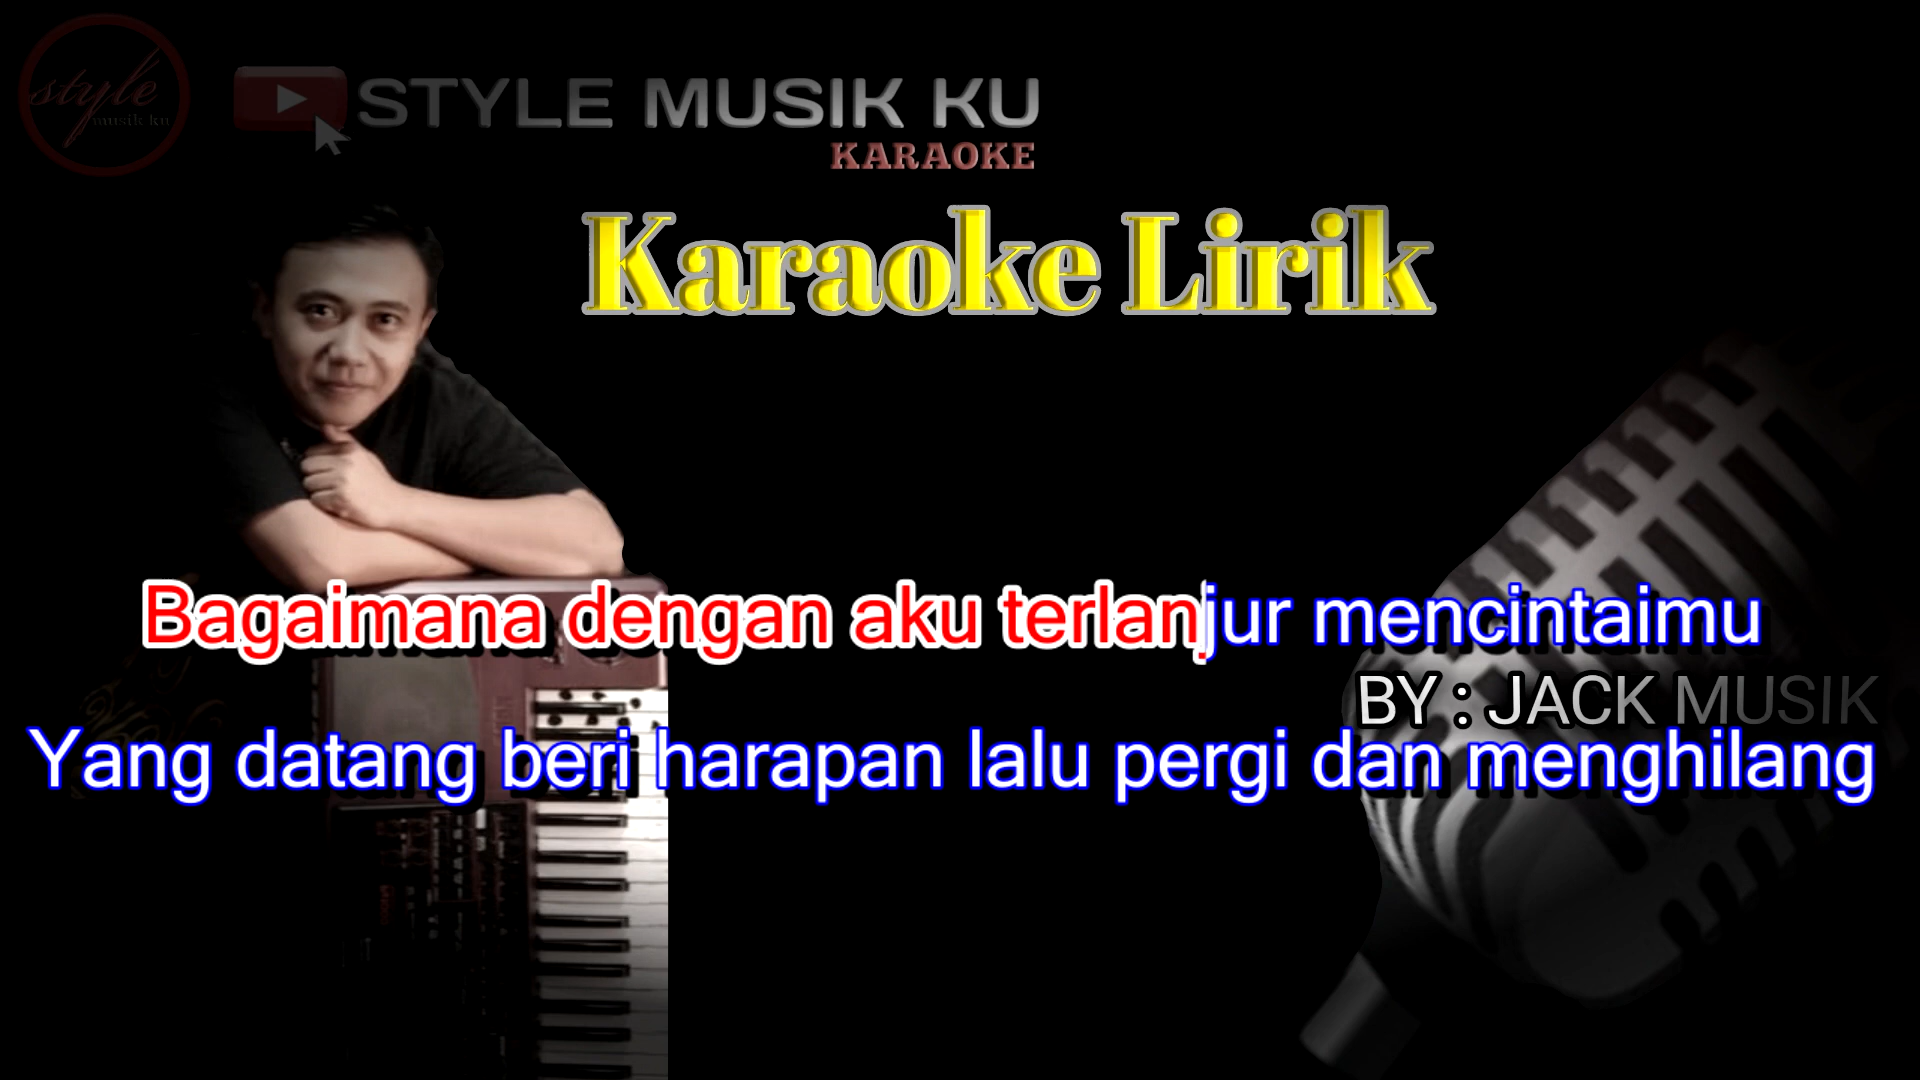 style
musik ku
STYLE MUSIK KU
KARAOKE
Karaoke Lirik
Bagaimana dengan aku terlanjur mencintaimu
BY : JACK MUSIK
Yang datang beri harapan lalu pergi dan menghilang